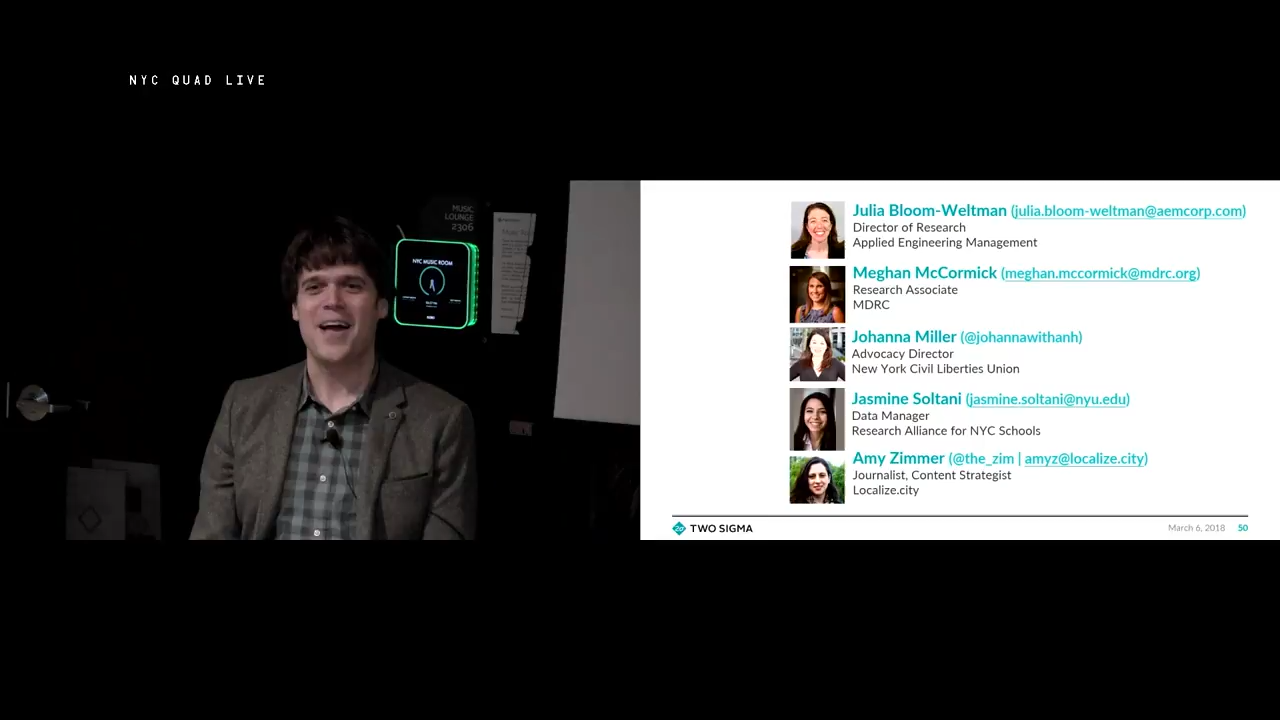 NYC QUAD LIVE
MUSIC
LOUNGE
2306
NYC MUSIC ROOM
Julia Bloom-Weltman (julia.bloom-weltman@aemcorp.com)
Director of Research
Applied Engineering Management
Meghan McCormick (meghan.mccormick@mdrc.org)
Research Associate
MDRC
Johanna Miller (@johannawithanh)
Advocacy Director
New York Civil Liberties Union
Jasmine Soltani (jasmine.soltani@nyu.edu)
Data Manager
Research Alliance for NYC Schools
Amy Zimmer (@the_zim | amyz@localize.city)
Journalist, Content Strategist
Localize.city
TWO SIGMA
March 6, 2018 50